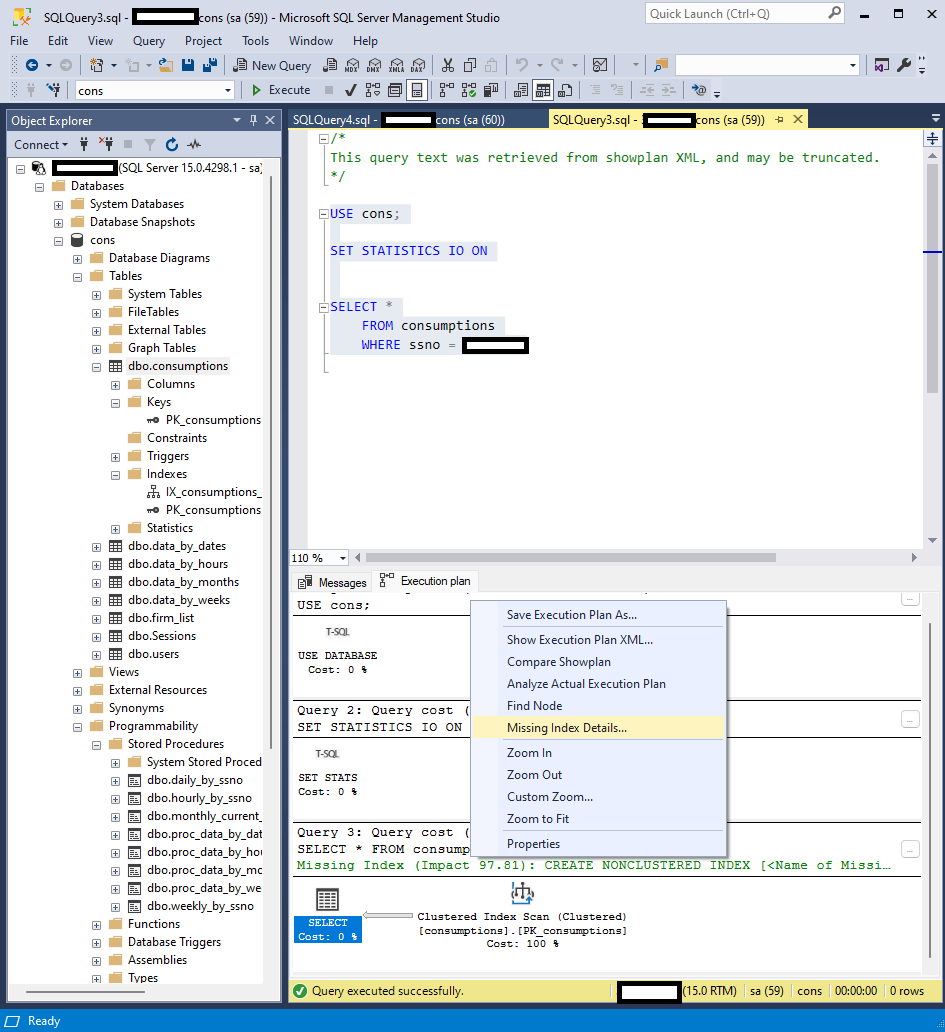 SQLQuery3.sql - cons (sa (59)) - Microsoft SQL Server Management Studio
Quick Launch (Ctrl+Q)
File Edit View Query Project Tools Window Help
New Query MDX DMX XMLA DAX
cons Execute
Object Explorer
Connect
(SQL Server 15.0.4298.1 - sa)
Databases
System Databases
Database Snapshots
cons
Database Diagrams
Tables
System Tables
FileTables
External Tables
Graph Tables
dbo.consumptions
Columns
Keys
PK_consumptions
Constraints
Triggers
Indexes
IX_consumptions_
PK_consumptions
Statistics
dbo.data_by_dates
dbo.data_by_hours
dbo.data_by_months
dbo.data_by_weeks
dbo.firm_list
dbo.Sessions
dbo.users
Views
External Resources
Synonyms
Programmability
Stored Procedures
System Stored Proced
dbo.daily_by_ssno
dbo.hourly_by_ssno
dbo.monthly_current_
dbo.proc_data_by_dat
dbo.proc_data_by_hou
dbo.proc_data_by_mo
dbo.proc_data_by_we
dbo.weekly_by_ssno
Functions
Database Triggers
Assemblies
Types
SQLQuery4.sql - cons (sa (60))
SQLQuery3.sql - cons (sa (59))
/*
This query text was retrieved from showplan XML, and may be truncated.
*/
USE cons;
SET STATISTICS IO ON
SELECT *
FROM consumptions
WHERE ssno =
110 %
Messages Execution plan
USE cons;
T-SQL
USE DATABASE
Cost: 0 %
Query 2: Query cost (
SET STATISTICS IO ON
T-SQL
SET STATS
Cost: 0 %
Query 3: Query cost (
SELECT * FROM consump
Missing Index (Impact 97.81): CREATE NONCLUSTERED INDEX [<Name of Missi...
SELECT
Cost: 0 %
Clustered Index Scan (Clustered)
[consumptions].[PK_consumptions]
Cost: 100 %
Save Execution Plan As...
Show Execution Plan XML...
Compare Showplan
Analyze Actual Execution Plan
Find Node
Missing Index Details...
Zoom In
Zoom Out
Custom Zoom...
Zoom to Fit
Properties
Query executed successfully. (15.0 RTM) sa (59) cons 00:00:00 0 rows
Ready